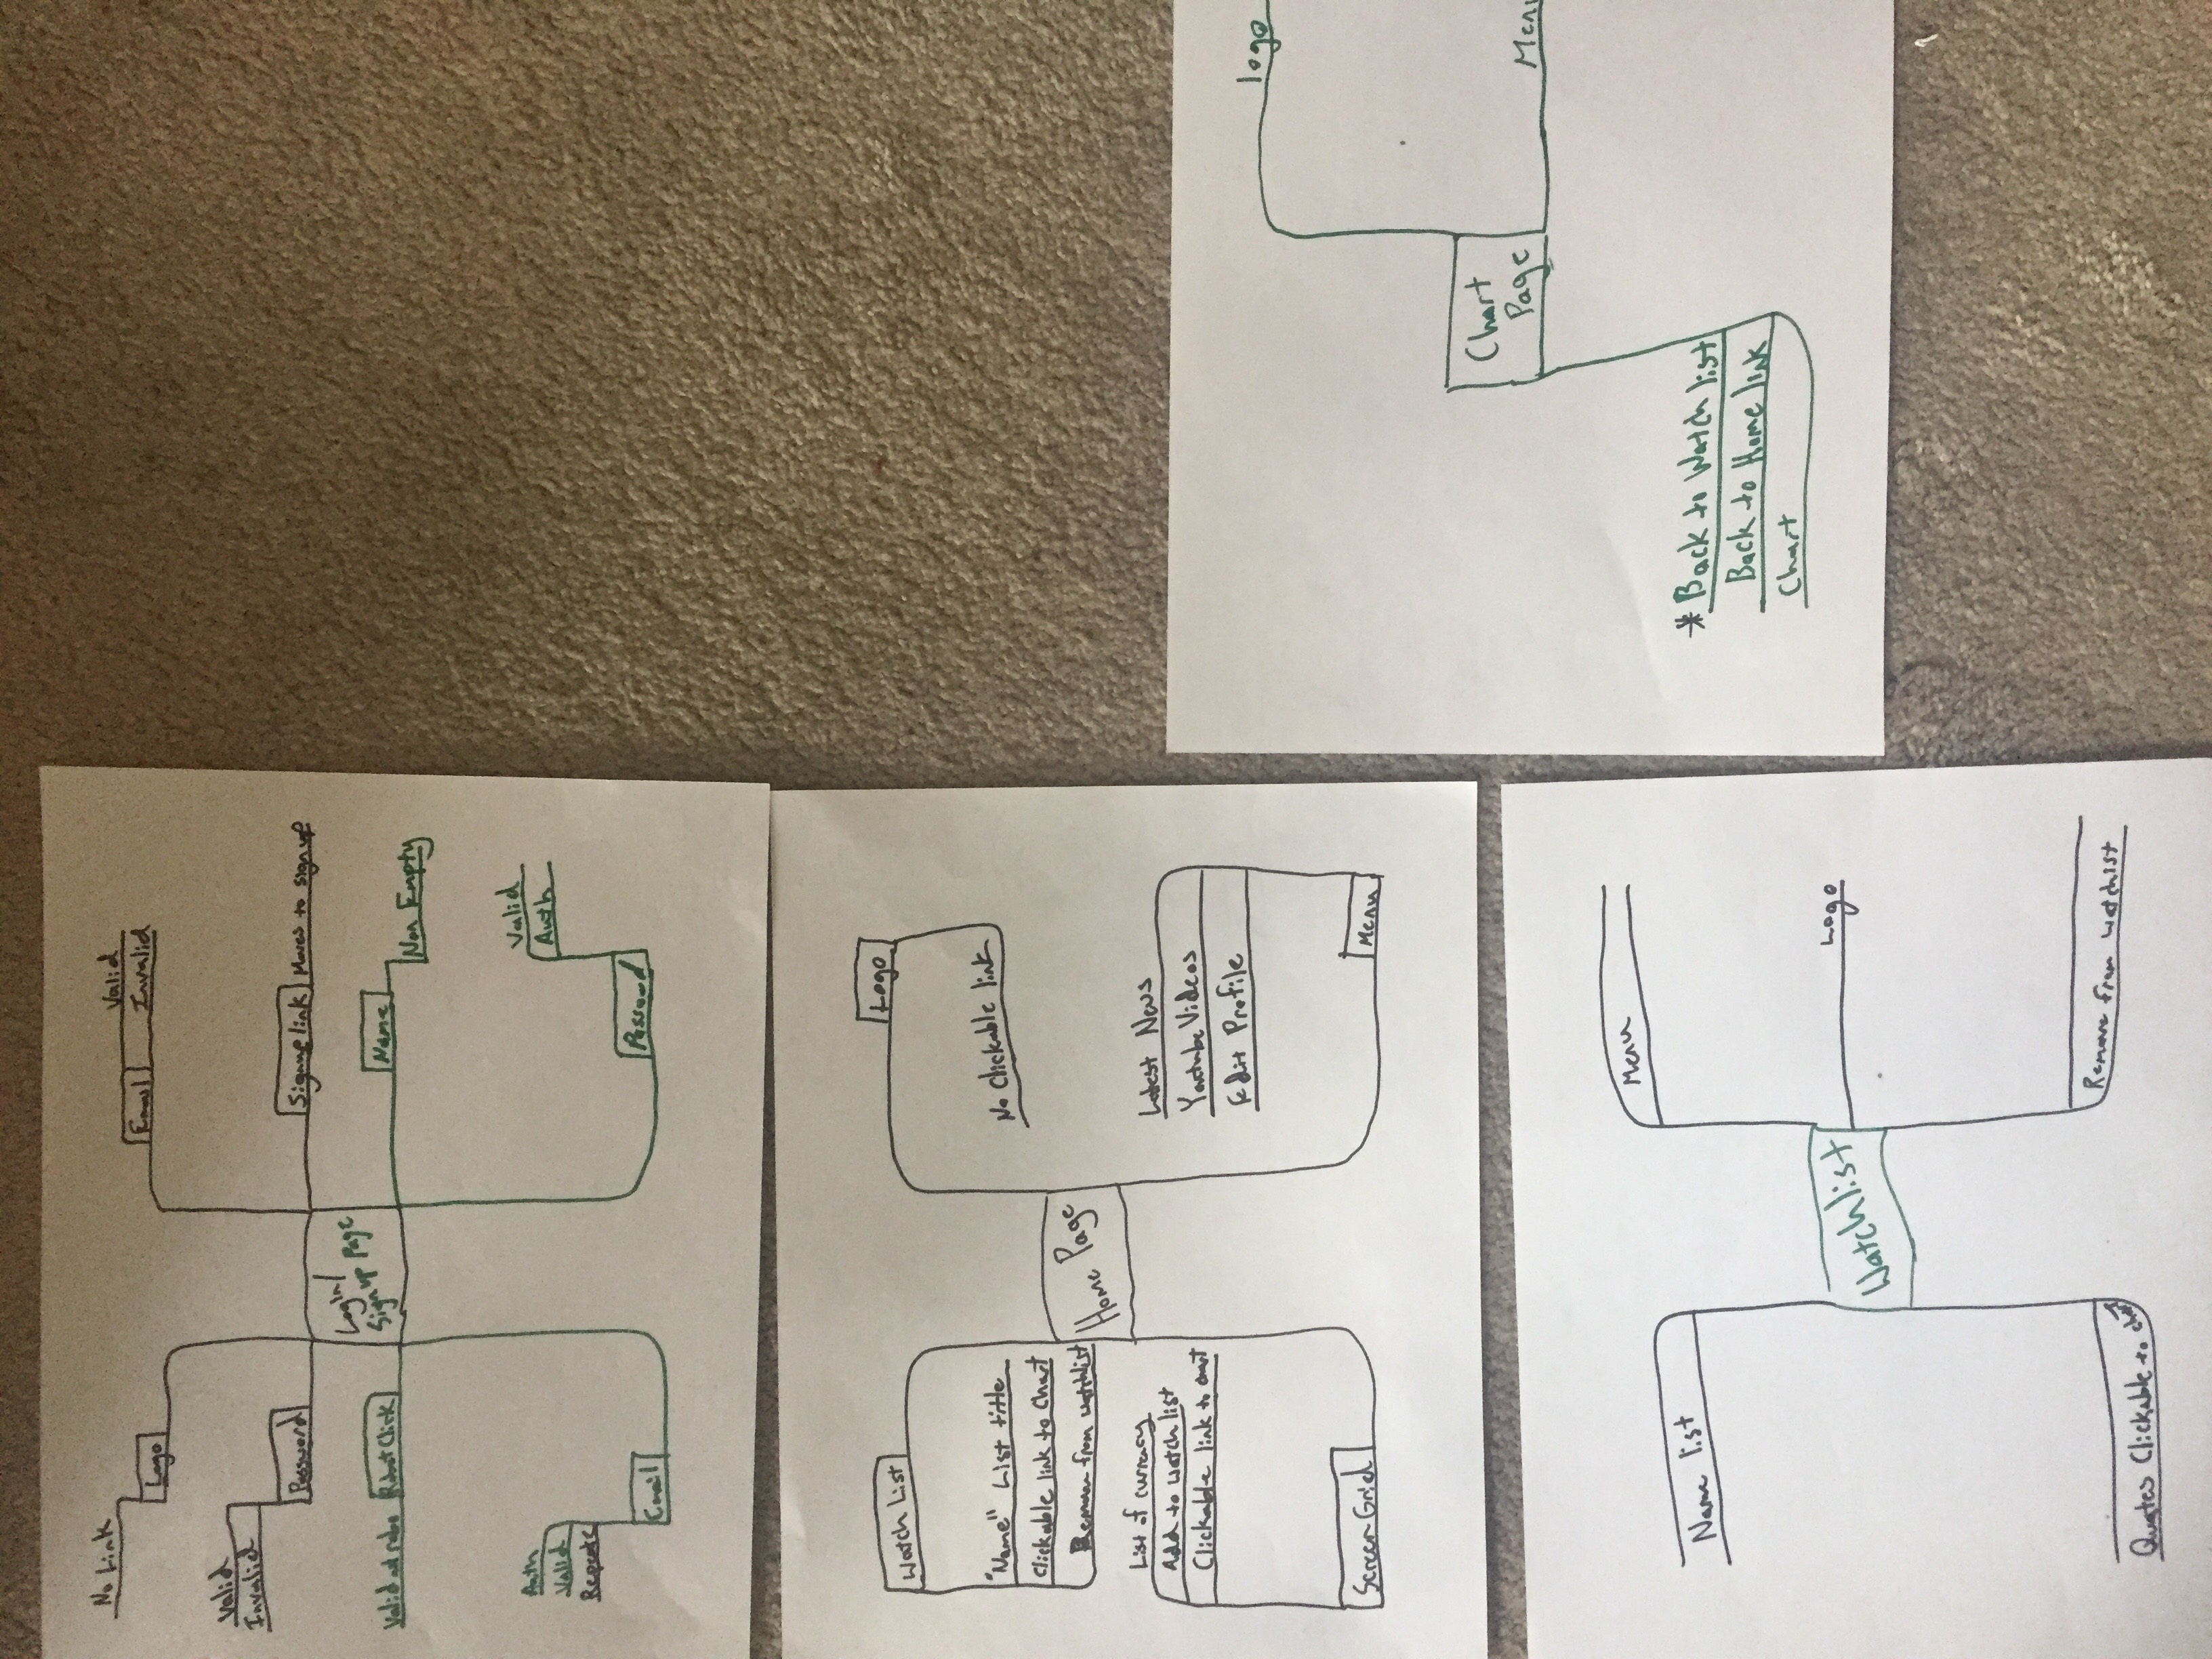 No Link
Logo
Valid
Invalid
Password
Valid not robo
Robot Click
Auth
Valid
Repeats
Email
Login/
Sign up Page
Email
Valid
Invalid
Signup link
Moves to sign up
Name
Non Empty
Valid
Auth
Password
Watch List
"Name" List title
Clickable link to Chart
Remove from watchlist
List of currency
Add to watch list
Clickable link to chart
Screen Grid
Home Page
Logo
No Clickable link
Latest News
Youtube Videos
Edit Profile
Menu
Name list
Quotes Clickable to chart
Watchlist
Menu
Logo
Remove from watchlist
logo
Chart
Page
Menu
* Back to Watch list
Back to Home link
Chart